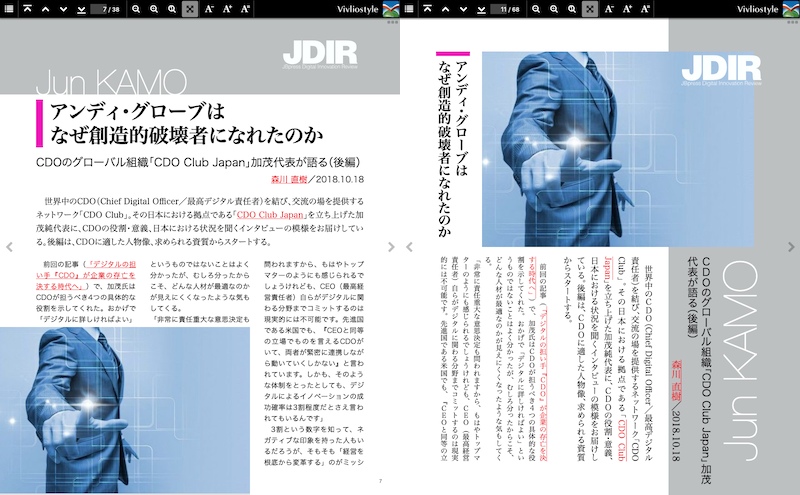 7 / 38
Vivliostyle
JDIR
JBpress Digital Innovation Review
Jun KAMO
アンディ・グローブは
なぜ創造的破壊者になれたのか
CDOのグローバル組織「CDO Club Japan」加茂代表が語る（後編）
森川 直樹／2018.10.18
世界中のCDO（Chief Digital Officer／最高デジタル責任者）を結び、交流の場を提供する
ネットワーク「CDO Club」。その日本における拠点である「CDO Club Japan」を立ち上げた加
茂純代表に、CDOの役割・意義、日本における状況を聞くインタビューの模様をお届けしてい
る。後編は、CDOに適した人物像、求められる資質からスタートする。
前回の記事（「デジタルの担
い手『CDO』が企業の存亡を
決する時代へ」）で、加茂氏は
CDOが担うべき4つの具体的な
役割を示してくれた。おかげで
「デジタルに詳しければよい」
というものではないことはよく
分かったが、むしろ分ったから
こそ、どんな人材が最適なのか
が見えにくくなったような気も
してくる。
「非常に責任重大な意思決定も
問われますから、もはやトップ
マターのようにも感じられるで
しょうけれども、CEO（最高経
営責任者）自らがデジタルに関
わる分野までコミットするのは
現実的には不可能です。先進国
である米国でも、「CEOと同等
の立場でものを言えるCDOがい
て、両者が緊密に連携しながら
動いていくしかない」と言わ
れています。しかも、そのよう
な体制をとったとしても、デジ
タルによるイノベーションの成
功確率は3割程度だとさえ言わ
れてもいるんです」
3割という数字を知って、ネ
ガティブな印象を持った人もい
るだろうが、そもそも「経営を
根底から変革する」のがミッシ
7
11 / 68
Vivliostyle
JDIR
JBpress Digital Innovation Review
アンディ・グローブは
なぜ創造的破壊者になれたのか
Jun KAMO
CDOのグローバル組織「CDO Club Japan」加茂
代表が語る（後編）
森川 直樹／2018.10.18
世界中のCDO（Chief Digital Officer／最高デジタル
責任者）を結び、交流の場を提供するネットワーク「CDO
Club」。その日本における拠点である「CDO Club
Japan」を立ち上げた加茂純代表に、CDOの役割・意義、
日本における状況を聞くインタビューの模様をお届けし
ている。後編は、CDOに適した人物像、求められる資質
からスタートする。
前回の記事（「デジタルの担い手『CDO』が企業の存亡を決
する時代へ」）で、加茂氏はCDOが担うべき4つの具体的な役
割を示してくれた。おかげで「デジタルに詳しければよい」とい
うものではないことはよく分かったが、むしろ分ったからこそ、
どんな人材が最適なのかが見えにくくなったような気もしてく
る。
「非常に責任重大な意思決定も問われますから、もはやトップマ
ターのようにも感じられるでしょうけれども、CEO（最高経営
責任者）自らがデジタルに関わる分野までコミットするのは現実
的には不可能です。先進国である米国でも、「CEOと同等の立